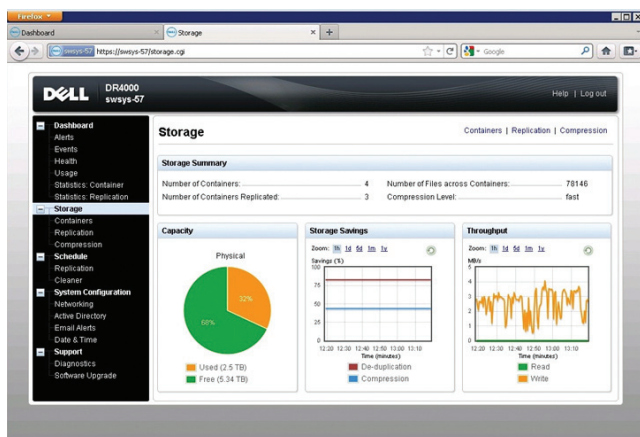 Firefox
Dashboard
Storage
swsys-57 https://swsys-57/storage.cgi
Google
DELL
DR4000
swsys-57
Help | Log out
Dashboard
Alerts
Events
Health
Usage
Statistics: Container
Statistics: Replication
Storage
Containers
Replication
Compression
Schedule
Replication
Cleaner
System Configuration
Networking
Active Directory
Email Alerts
Date & Time
Support
Diagnostics
Software Upgrade
Storage
Containers | Replication | Compression
Storage Summary
Number of Containers: 4
Number of Files across Containers: 78146
Number of Containers Replicated: 3
Compression Level: fast
Capacity
Physical
32%
68%
Used (2.5 TB)
Free (5.34 TB)
Storage Savings
Zoom: 1h 1d 5d 1m 1y
Savings (%)
100
75
50
25
0
12:20 12:30 12:40 12:50 13:00 13:10
Time (minutes)
De-duplication
Compression
Throughput
Zoom: 1h 1d 5d 1m 1y
MB/s
5
4
3
2
1
0
12:20 12:30 12:40 12:50 13:00 13:10
Time (minutes)
Read
Write